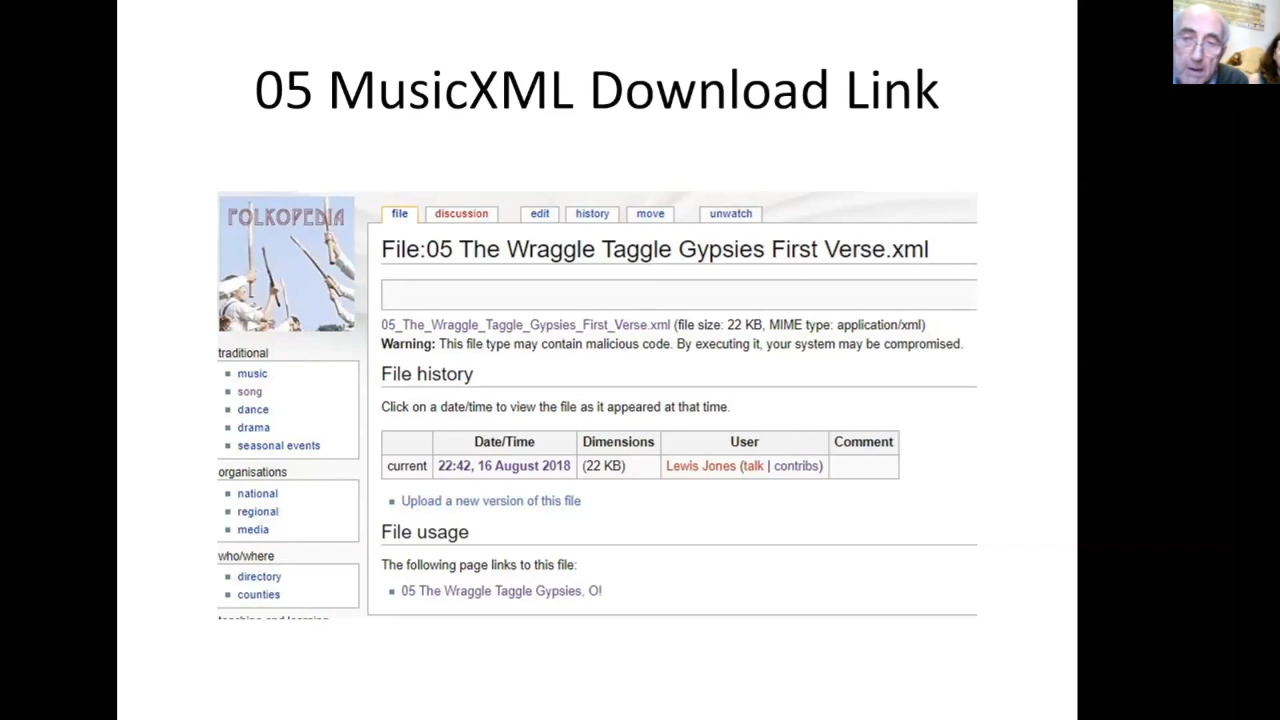 05 MusicXML Download Link
FOLKOPEDIA
file discussion edit history move unwatch
File:05 The Wraggle Taggle Gypsies First Verse.xml
05_The_Wraggle_Taggle_Gypsies_First_Verse.xml (file size: 22 KB, MIME type: application/xml)
Warning: This file type may contain malicious code. By executing it, your system may be compromised.
File history
Click on a date/time to view the file as it appeared at that time.
Date/Time Dimensions User Comment
current 22:42, 16 August 2018 (22 KB) Lewis Jones (talk | contribs)
Upload a new version of this file
File usage
The following page links to this file:
05 The Wraggle Taggle Gypsies, O!
traditional
music
song
dance
drama
seasonal events
organisations
national
regional
media
who/where
directory
counties
teaching and learning